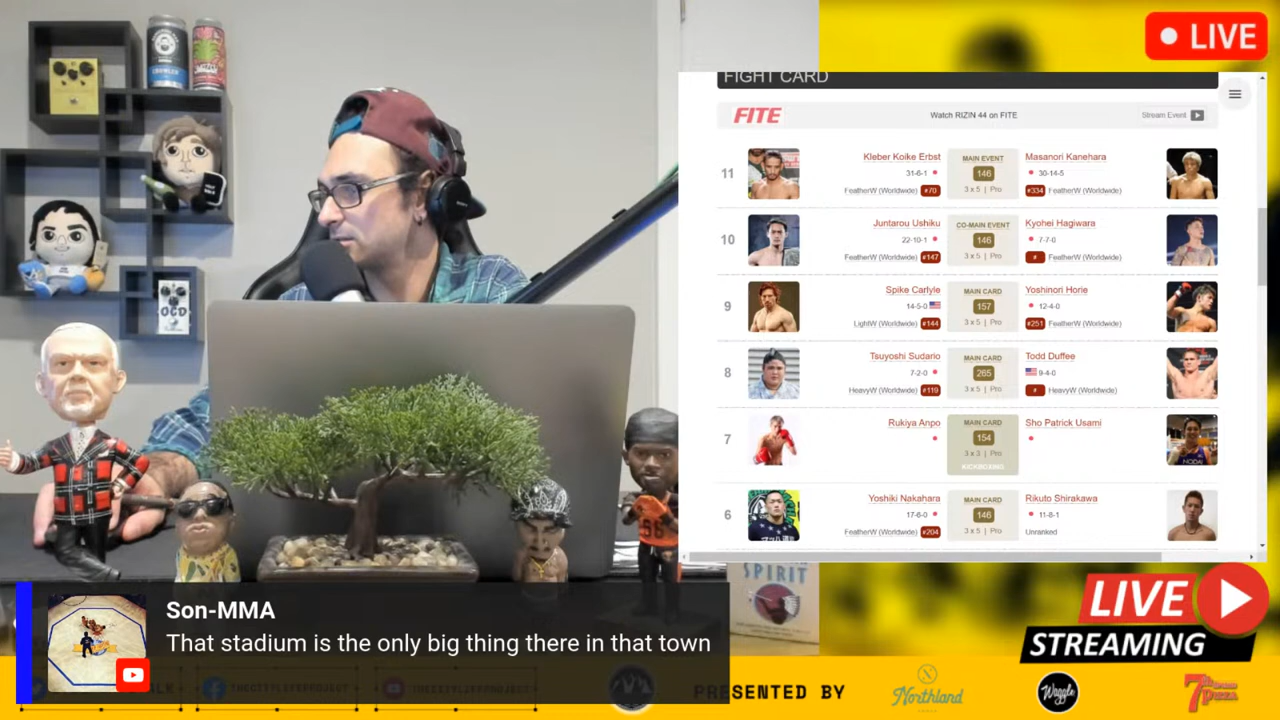 LIVE
FIGHT CARD
FITE
Watch RIZIN 44 on FITE
Stream Event
11
Kleber Koike Erbst
31-6-1
FeatherW (Worldwide) #70
MAIN EVENT
146
3 x 5 | Pro
Masanori Kanehara
30-14-5
#334 FeatherW (Worldwide)
10
Juntarou Ushiku
22-10-1
FeatherW (Worldwide) #147
CO-MAIN EVENT
146
3 x 5 | Pro
Kyohei Hagiwara
7-7-0
# FeatherW (Worldwide)
9
Spike Carlyle
14-5-0
LightW (Worldwide) #144
MAIN CARD
157
3 x 5 | Pro
Yoshinori Horie
12-4-0
#251 FeatherW (Worldwide)
8
Tsuyoshi Sudario
7-2-0
HeavyW (Worldwide) #119
MAIN CARD
265
3 x 5 | Pro
Todd Duffee
9-4-0
# HeavyW (Worldwide)
7
Rukiya Anpo
MAIN CARD
154
3 x 3 | Pro
KICKBOXING
Sho Patrick Usami
6
Yoshiki Nakahara
17-6-0
FeatherW (Worldwide) #204
MAIN CARD
146
3 x 5 | Pro
Rikuto Shirakawa
11-8-1
Unranked
OCD
SPIRIT
LIVE
STREAMING
Son-MMA
That stadium is the only big thing there in that town
PRESENTED BY
Northland
Waggle
7